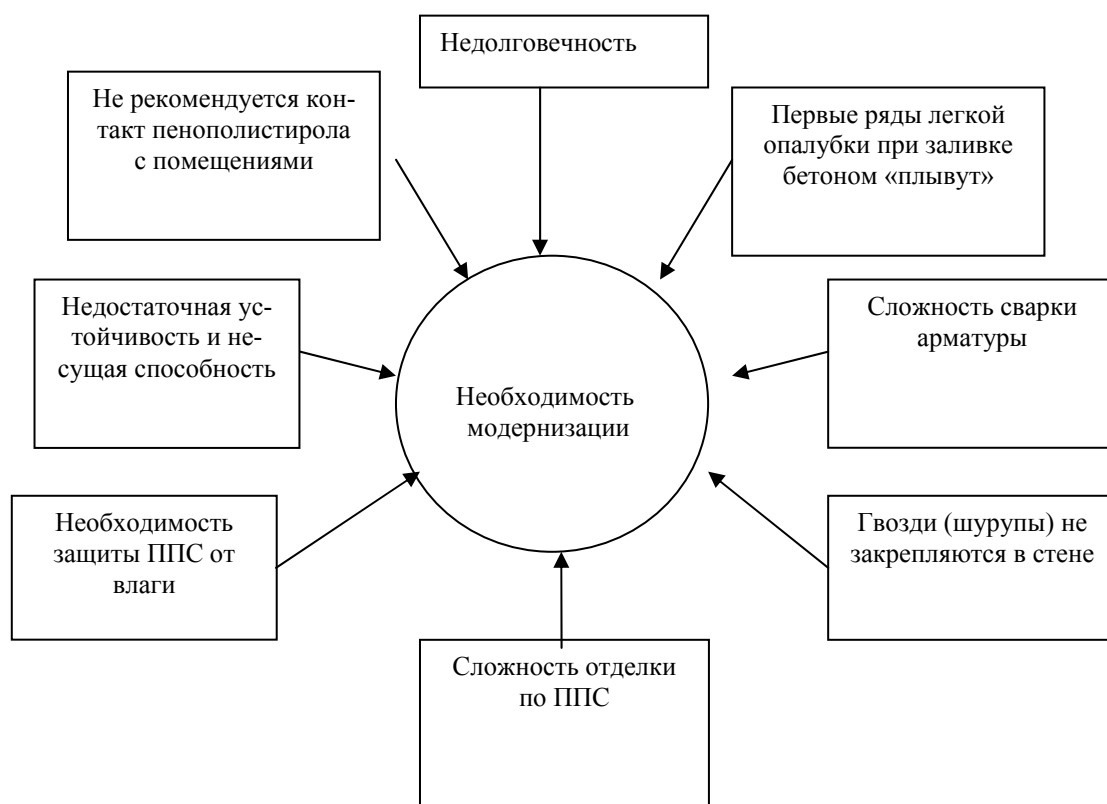 Недолговечность
Не рекомендуется кон-
такт пенополистирола
с помещениями
Первые ряды легкой
опалубки при заливке
бетоном «плывут»
Недостаточная ус-
тойчивость и не-
сущая способность
Сложность сварки
арматуры
Необходимость
модернизации
Необходимость
защиты ППС от
влаги
Гвозди (шурупы) не
закрепляются в стене
Сложность отделки
по ППС